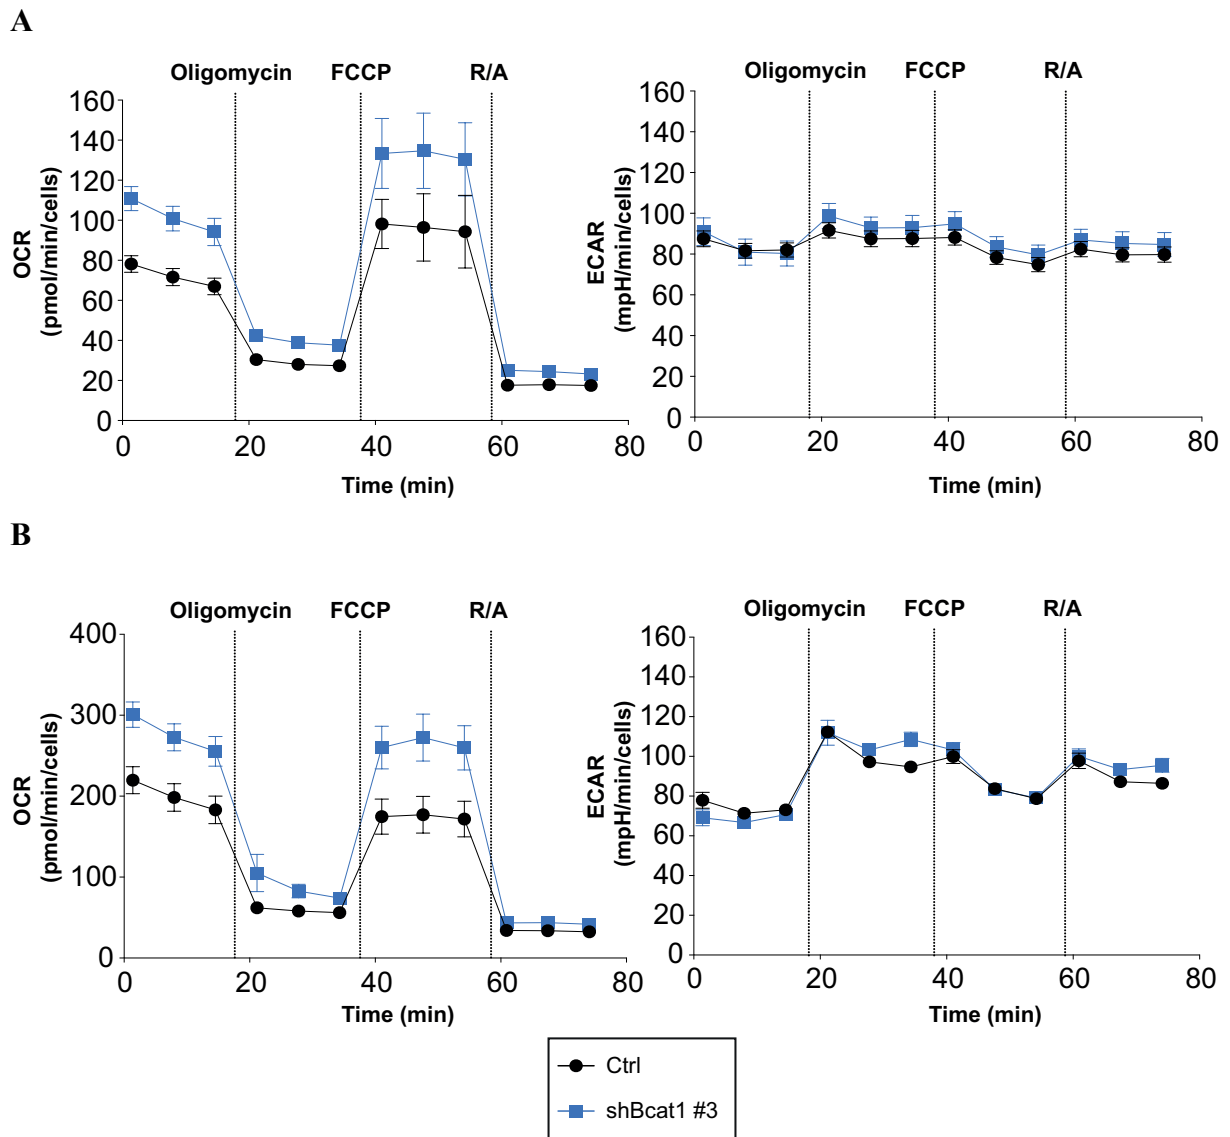 A
Oligomycin FCCP R/A
160
140
120
100
80
60
40
20
0
OCR
(pmol/min/cells)
0 20 40 60 80
Time (min)
Oligomycin FCCP R/A
160
140
120
100
80
60
40
20
0
ECAR
(mpH/min/cells)
0 20 40 60 80
Time (min)
B
Oligomycin FCCP R/A
400
300
200
100
0
OCR
(pmol/min/cells)
0 20 40 60 80
Time (min)
Oligomycin FCCP R/A
160
140
120
100
80
60
40
20
0
ECAR
(mpH/min/cells)
0 20 40 60 80
Time (min)
Ctrl
shBcat1 #3